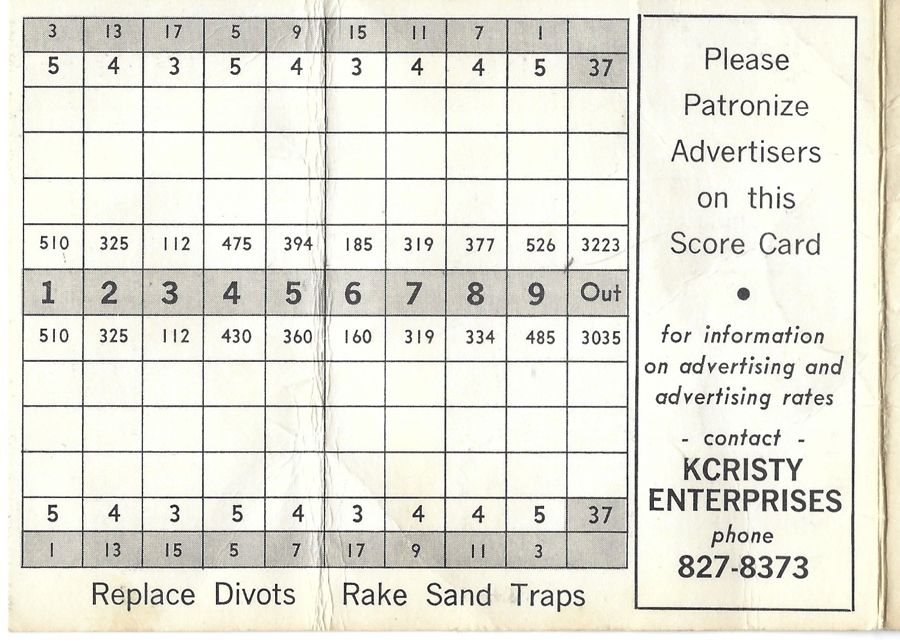 3 13 17 5 9 15 11 7 1
5 4 3 5 4 3 4 4 5 37
510 325 112 475 394 185 319 377 526 3223
1 2 3 4 5 6 7 8 9 Out
510 325 112 430 360 160 319 334 485 3035
5 4 3 5 4 3 4 4 5 37
1 13 15 5 7 17 9 11 3
Replace Divots Rake Sand Traps
Please
Patronize
Advertisers
on this
Score Card
•
for information
on advertising and
advertising rates
- contact -
KCRISTY
ENTERPRISES
phone
827-8373